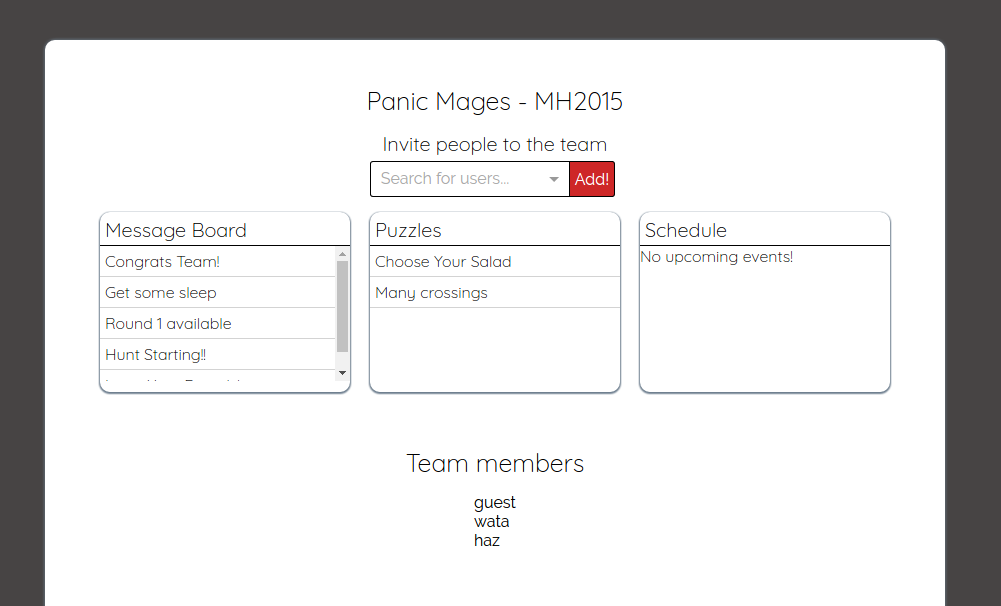 Panic Mages - MH2015
Invite people to the team
Search for users...
Add!
Message Board
Congrats Team!
Get some sleep
Round 1 available
Hunt Starting!!
Puzzles
Choose Your Salad
Many crossings
Schedule
No upcoming events!
Team members
guest
wata
haz